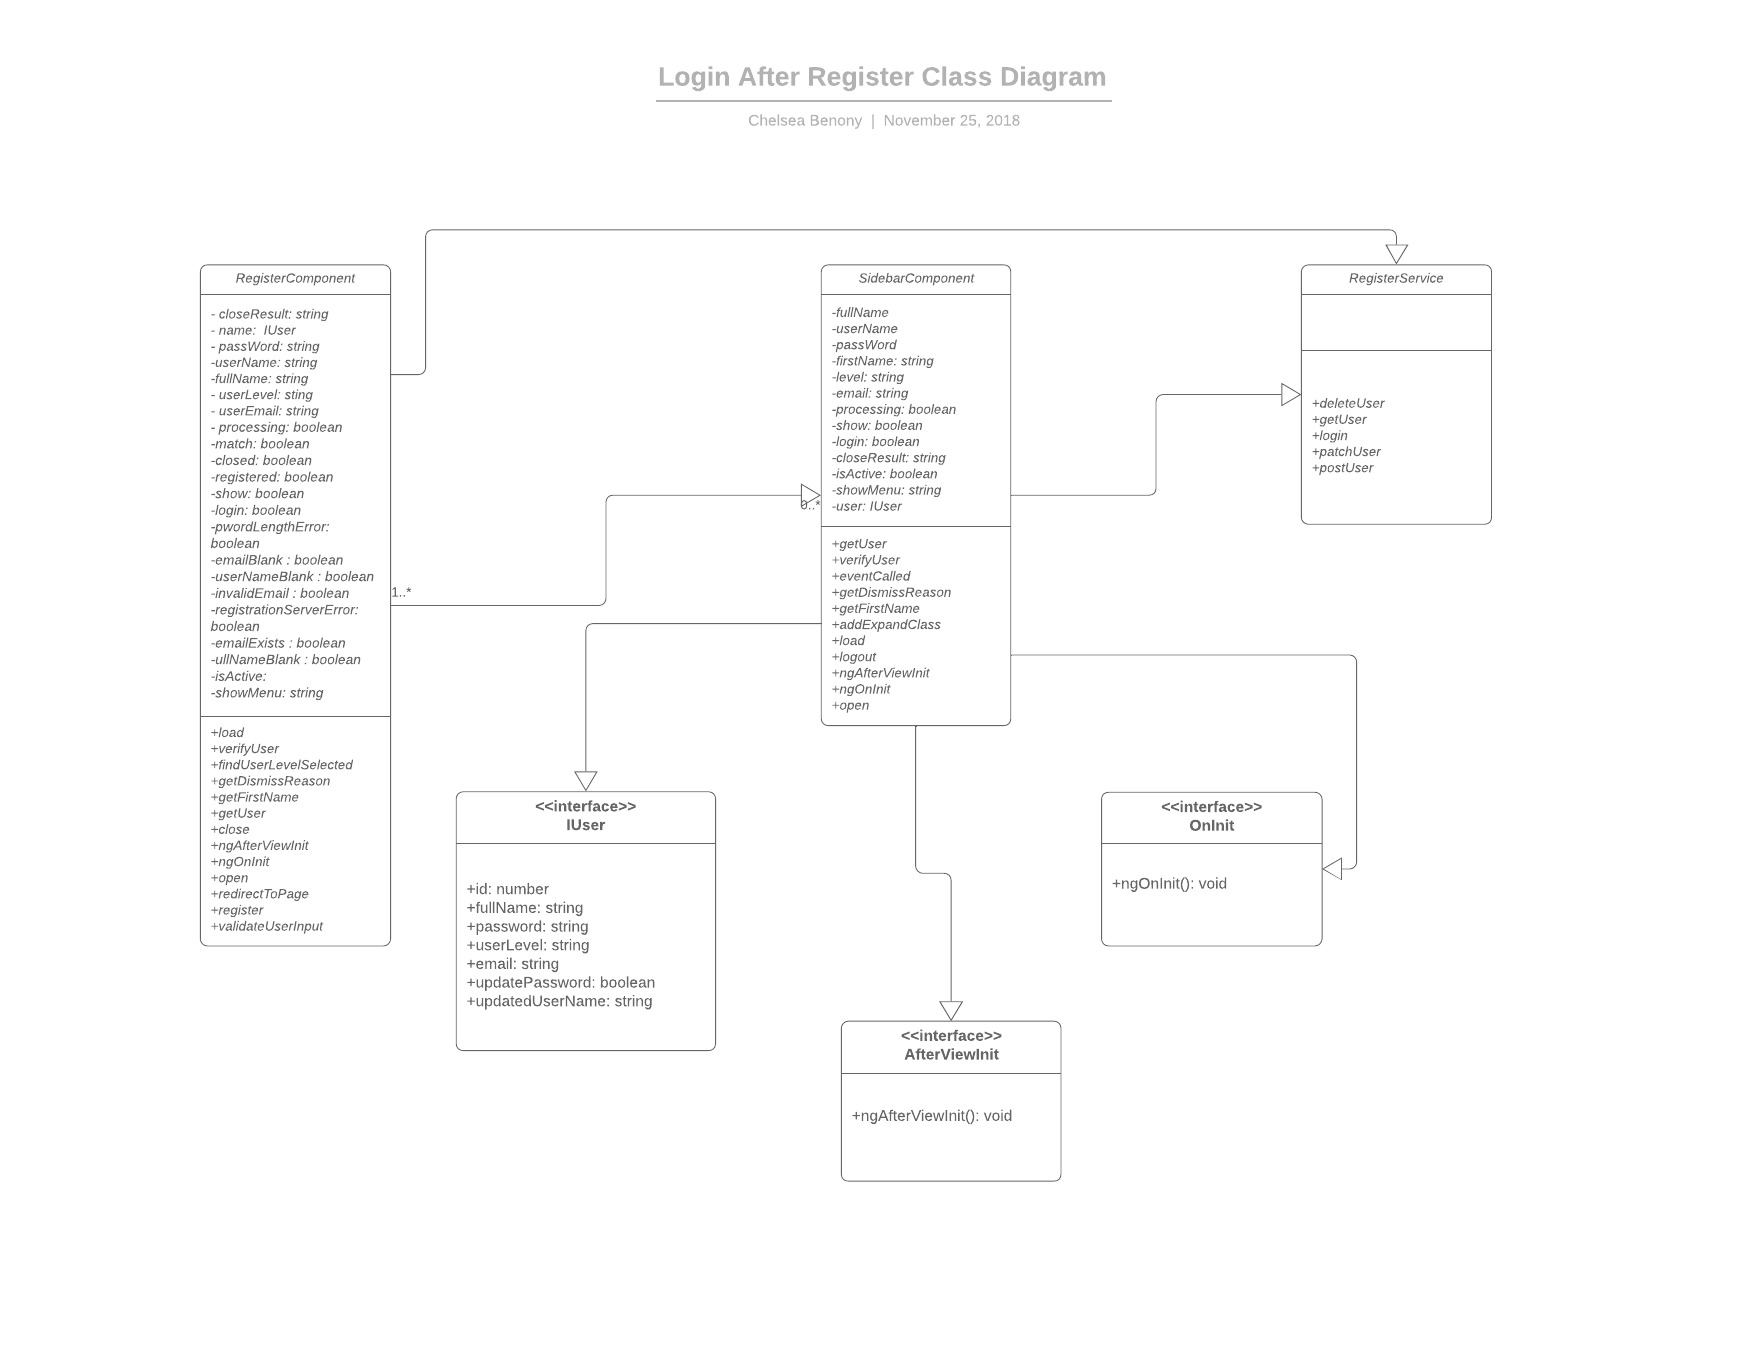 Login After Register Class Diagram
Chelsea Benony | November 25, 2018
RegisterComponent
- closeResult: string
- name:  IUser
- passWord: string
-userName: string
-fullName: string
- userLevel: sting
- userEmail: string
- processing: boolean
-match: boolean
-closed: boolean
-registered: boolean
-show: boolean
-login: boolean
-pwordLengthError:
boolean
-emailBlank : boolean
-userNameBlank : boolean
-invalidEmail : boolean
-registrationServerError:
boolean
-emailExists : boolean
-ullNameBlank : boolean
-isActive:
-showMenu: string
+load
+verifyUser
+findUserLevelSelected
+getDismissReason
+getFirstName
+getUser
+close
+ngAfterViewInit
+ngOnInit
+open
+redirectToPage
+register
+validateUserInput
1..*
0..*
SidebarComponent
-fullName
-userName
-passWord
-firstName: string
-level: string
-email: string
-processing: boolean
-show: boolean
-login: boolean
-closeResult: string
-isActive: boolean
-showMenu: string
-user: IUser
+getUser
+verifyUser
+eventCalled
+getDismissReason
+getFirstName
+addExpandClass
+load
+logout
+ngAfterViewInit
+ngOnInit
+open
RegisterService
+deleteUser
+getUser
+login
+patchUser
+postUser
<<interface>>
IUser
+id: number
+fullName: string
+password: string
+userLevel: string
+email: string
+updatePassword: boolean
+updatedUserName: string
<<interface>>
OnInit
+ngOnInit(): void
<<interface>>
AfterViewInit
+ngAfterViewInit(): void